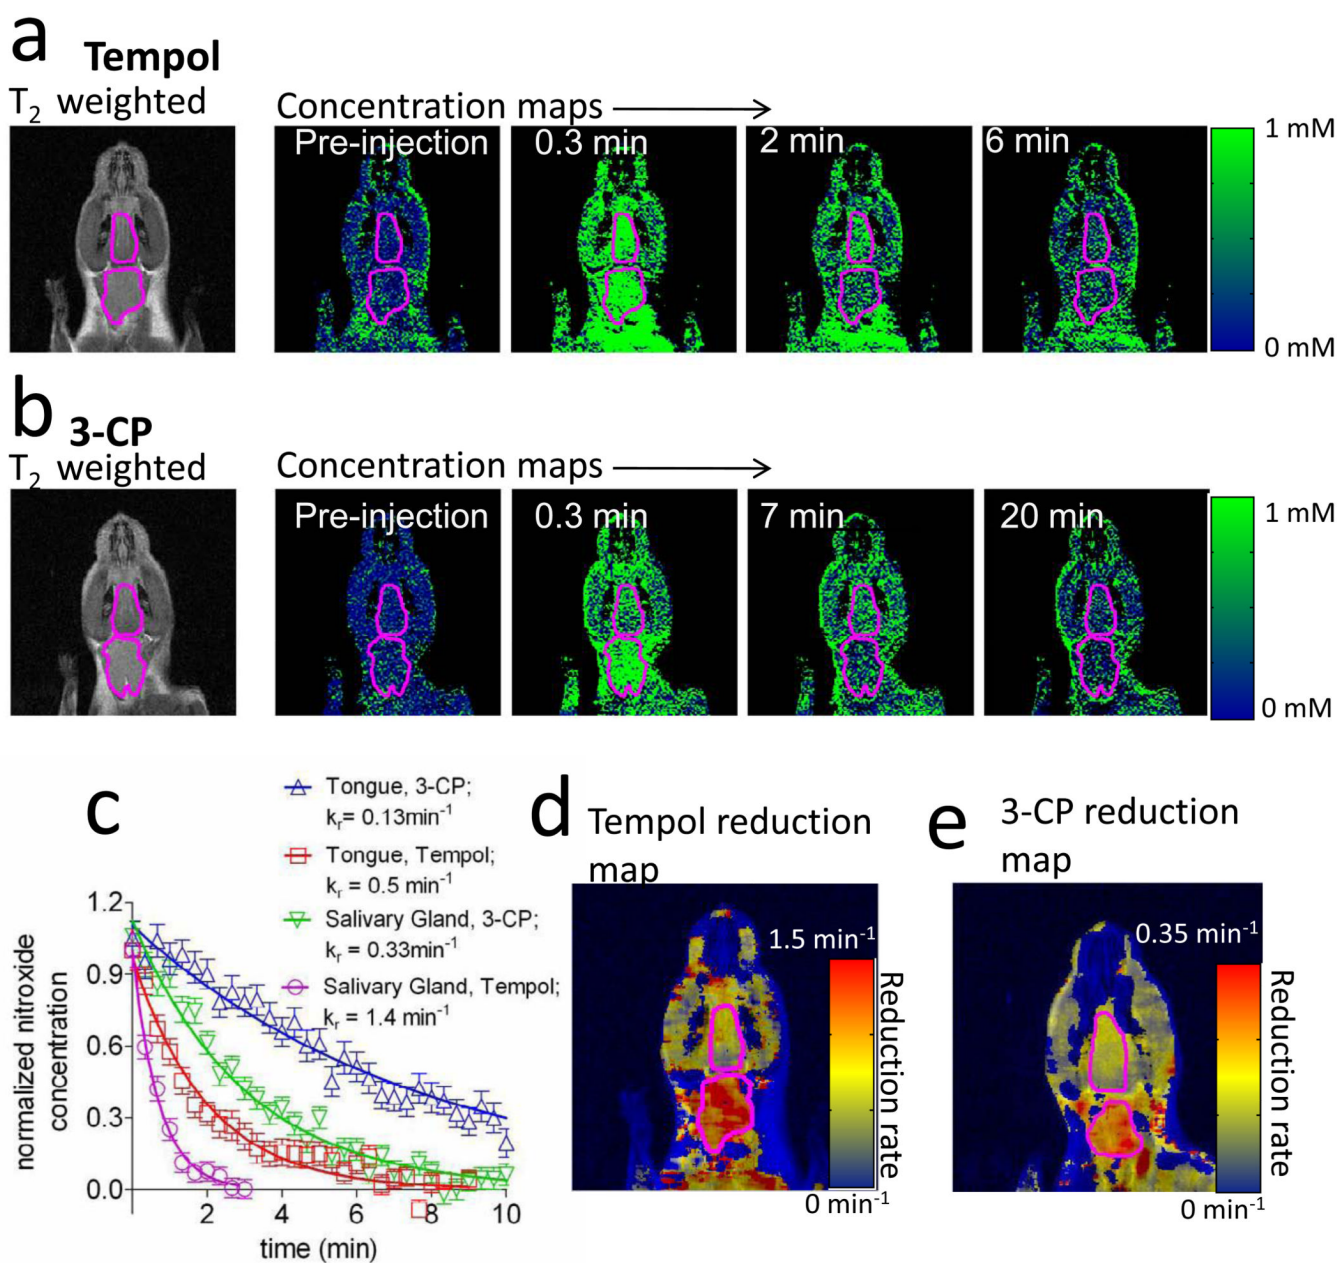 a
Tempol
T₂ weighted
Concentration maps
Pre-injection
0.3 min
2 min
6 min
1 mM
0 mM
b
3-CP
T₂ weighted
Concentration maps
Pre-injection
0.3 min
7 min
20 min
1 mM
0 mM
c
Tongue, 3-CP;
kᵣ= 0.13min⁻¹
Tongue, Tempol;
kᵣ = 0.5 min⁻¹
Salivary Gland, 3-CP;
kᵣ = 0.33min⁻¹
Salivary Gland, Tempol;
kᵣ = 1.4 min⁻¹
normalized nitroxide
concentration
1.2
0.9
0.6
0.3
0.0
2
4
6
8
10
time (min)
d
Tempol reduction
map
1.5 min⁻¹
Reduction rate
0 min⁻¹
e
3-CP reduction
map
0.35 min⁻¹
Reduction rate
0 min⁻¹